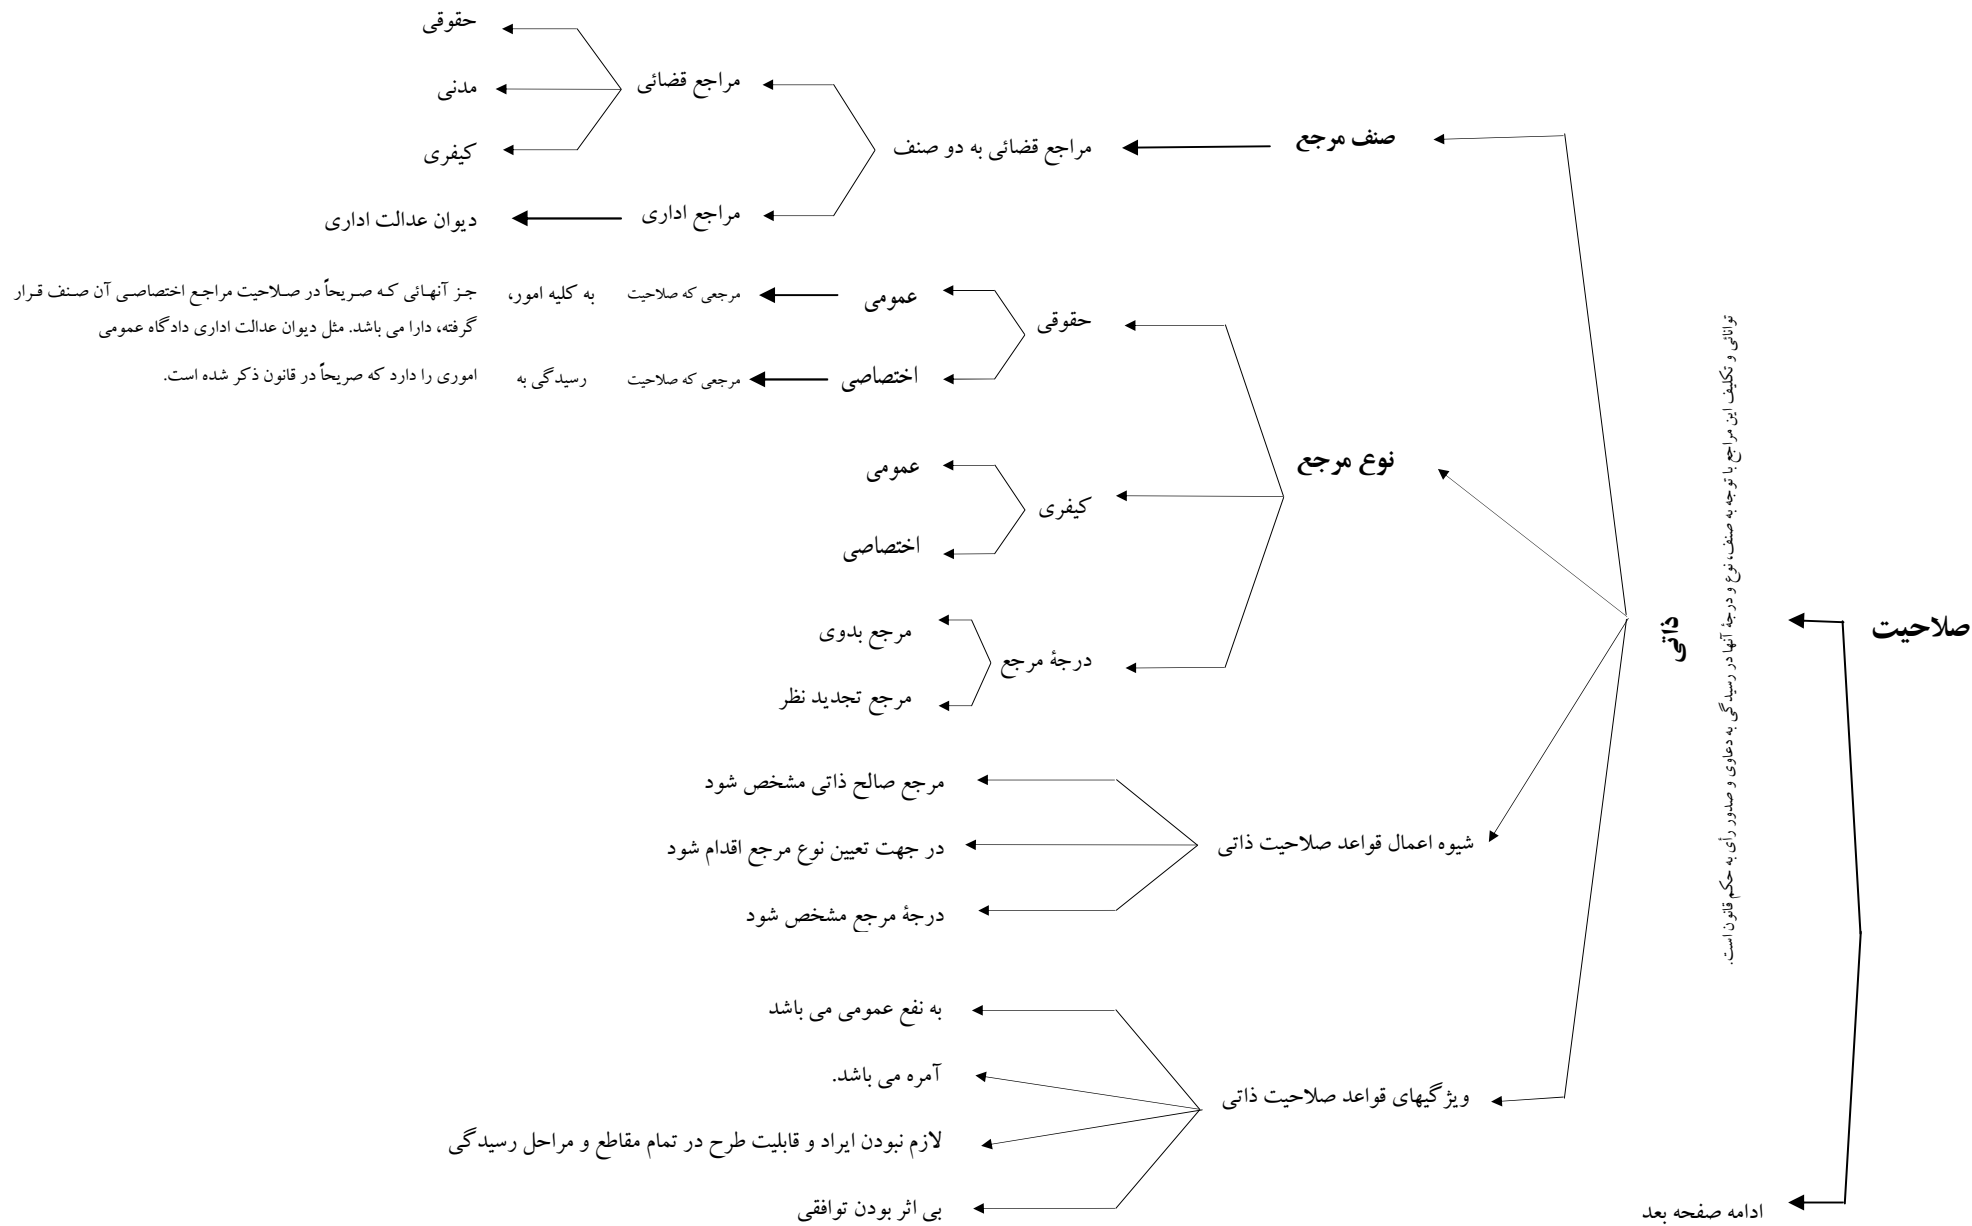 صلاحیت
ذاتی
توانائی و تکلیف این مراجع با توجه به صنف، نوع و درجۀ آنها در رسیدگی به دعاوی و صدور رأی به حکم قانون است.
صنف مرجع
مراجع قضائی به دو صنف
مراجع قضائی
حقوقی
مدنی
کیفری
مراجع اداری
دیوان عدالت اداری
نوع مرجع
حقوقی
عمومی
مرجعی که صلاحیت به کلیه امور، جز آنهائی که صریحاً در صلاحیت مراجع اختصاصی آن صنف قرار
گرفته، دارا می باشد. مثل دیوان عدالت اداری دادگاه عمومی
اختصاصی
مرجعی که صلاحیت رسیدگی به اموری را دارد که صریحاً در قانون ذکر شده است.
کیفری
عمومی
اختصاصی
درجۀ مرجع
مرجع بدوی
مرجع تجدید نظر
شیوه اعمال قواعد صلاحیت ذاتی
مرجع صالح ذاتی مشخص شود
در جهت تعیین نوع مرجع اقدام شود
درجۀ مرجع مشخص شود
ویژگیهای قواعد صلاحیت ذاتی
به نفع عمومی می باشد
آمره می باشد.
لازم نبودن ایراد و قابلیت طرح در تمام مقاطع و مراحل رسیدگی
بی اثر بودن توافقی
ادامه صفحه بعد